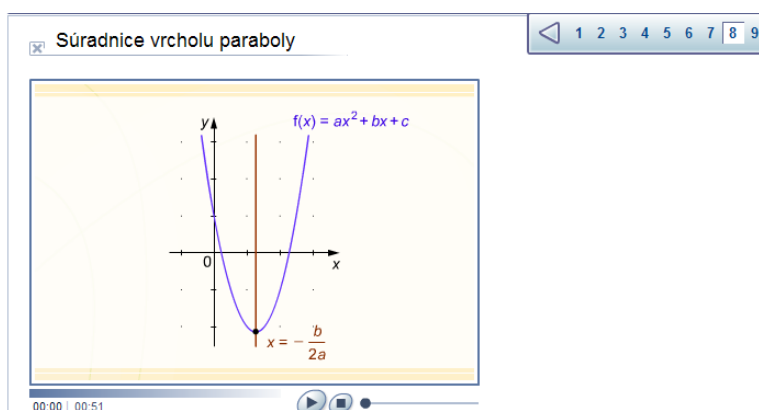 Súradnice vrcholu paraboly
1 2 3 4 5 6 7 8 9
y
f(x) = ax² + bx + c
0
x
x = − b/2a
00:00 | 00:51